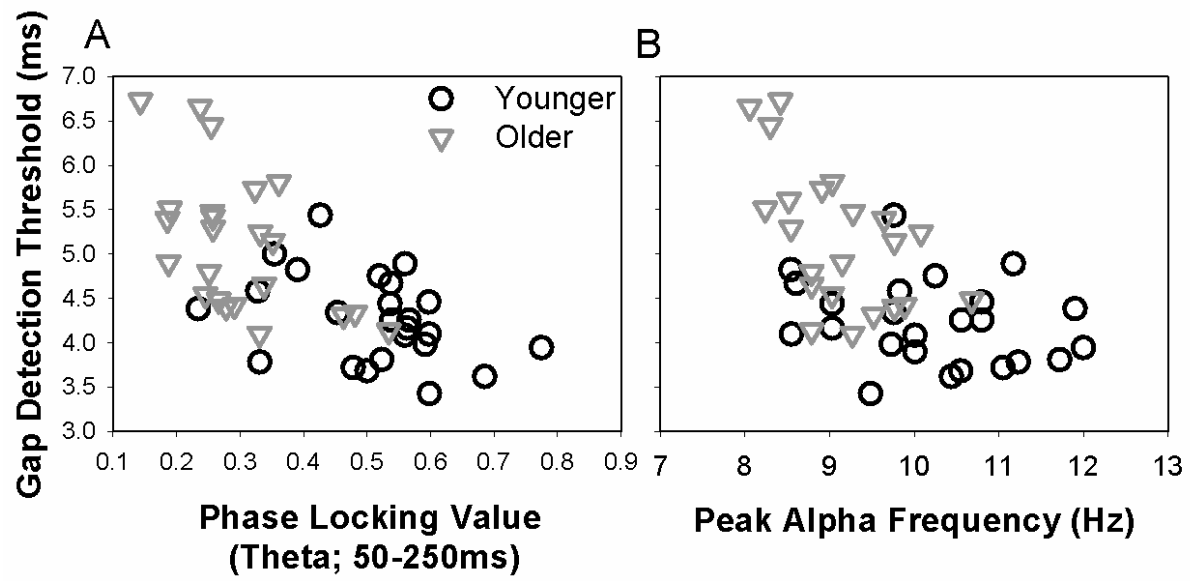 A
B
Gap Detection Threshold (ms)
7.0
6.5
6.0
5.5
5.0
4.5
4.0
3.5
3.0
Younger
Older
0.1 0.2 0.3 0.4 0.5 0.6 0.7 0.8 0.9
7 8 9 10 11 12 13
Phase Locking Value
(Theta; 50-250ms)
Peak Alpha Frequency (Hz)